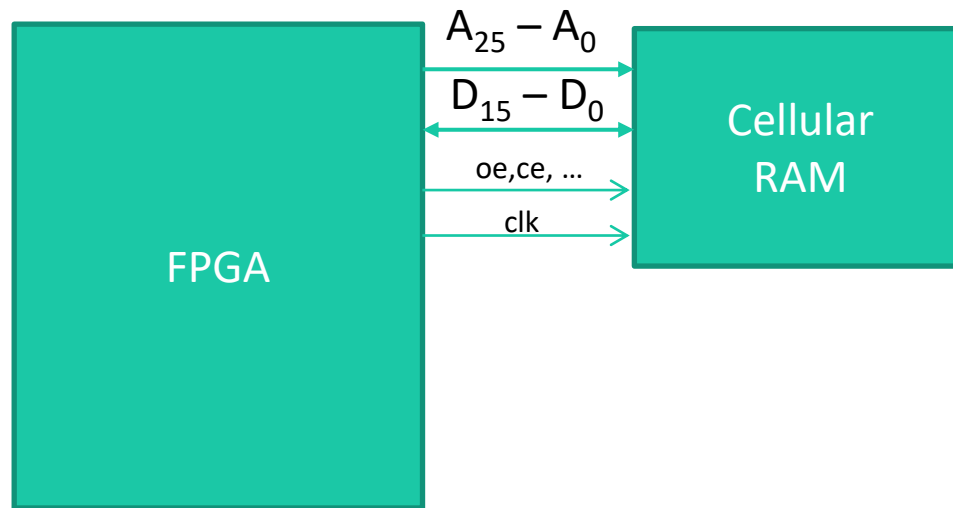 A₂₅ – A₀
D₁₅ – D₀
oe,ce, ...
clk
FPGA
Cellular
RAM